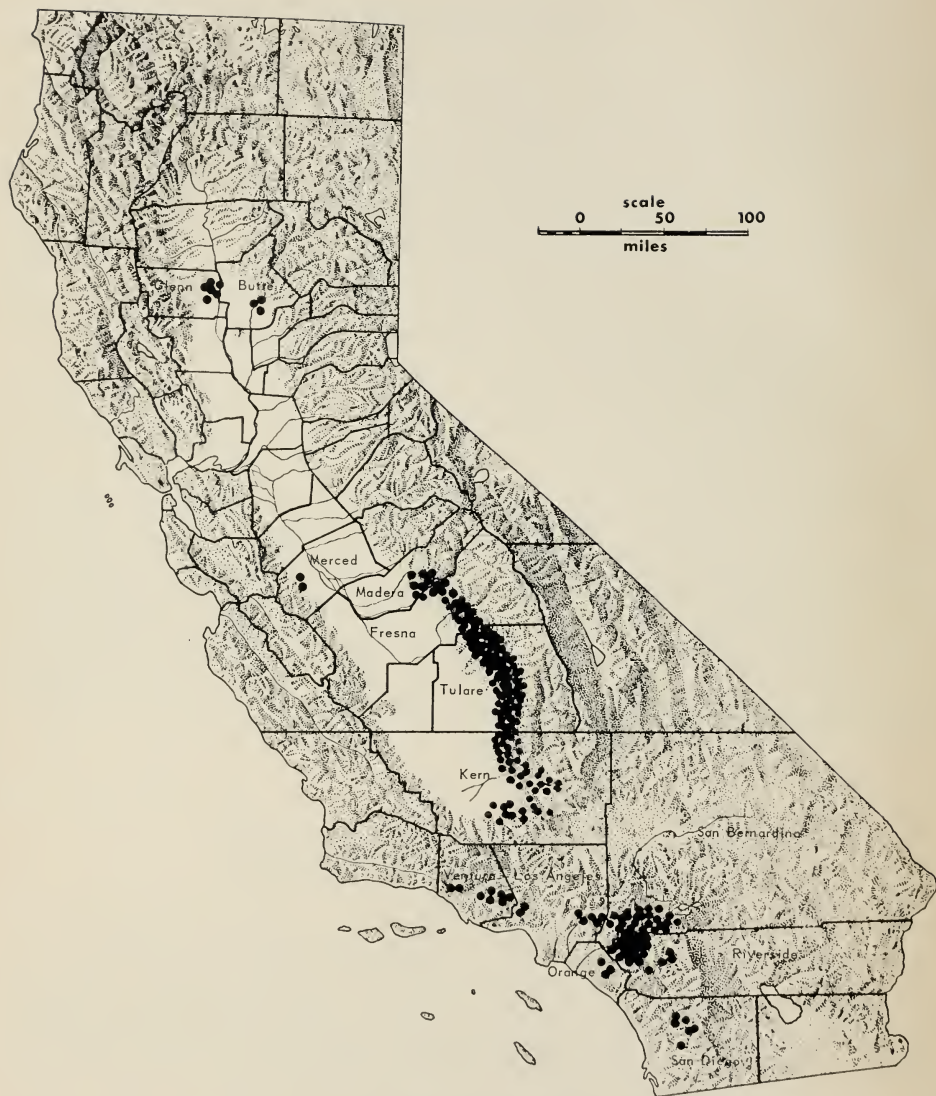 scale
0 50 100
miles
Glenn Butte
Merced
Madera
Fresna
Tulare
Kern
San Bernardino
Ventura Los Angeles
Riverside
Orange
San Diego